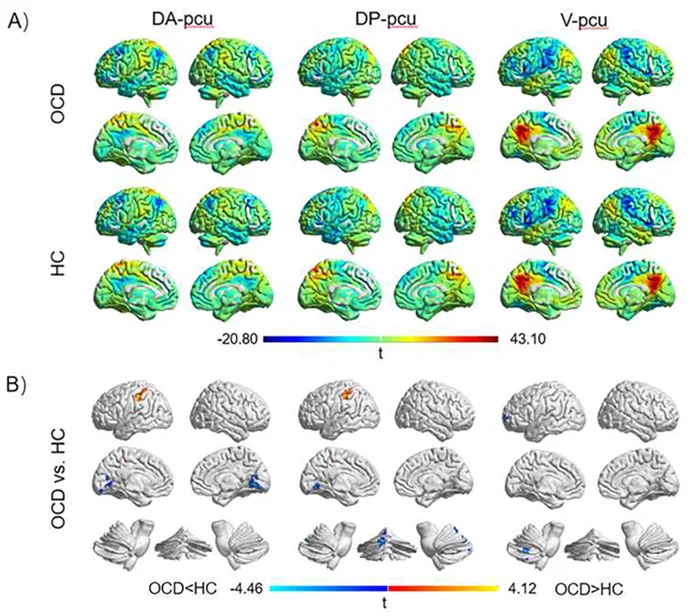 A)
DA-pcu DP-pcu V-pcu
OCD
HC
-20.80 43.10
t
B)
OCD vs. HC
OCD<HC -4.46 4.12 OCD>HC
t